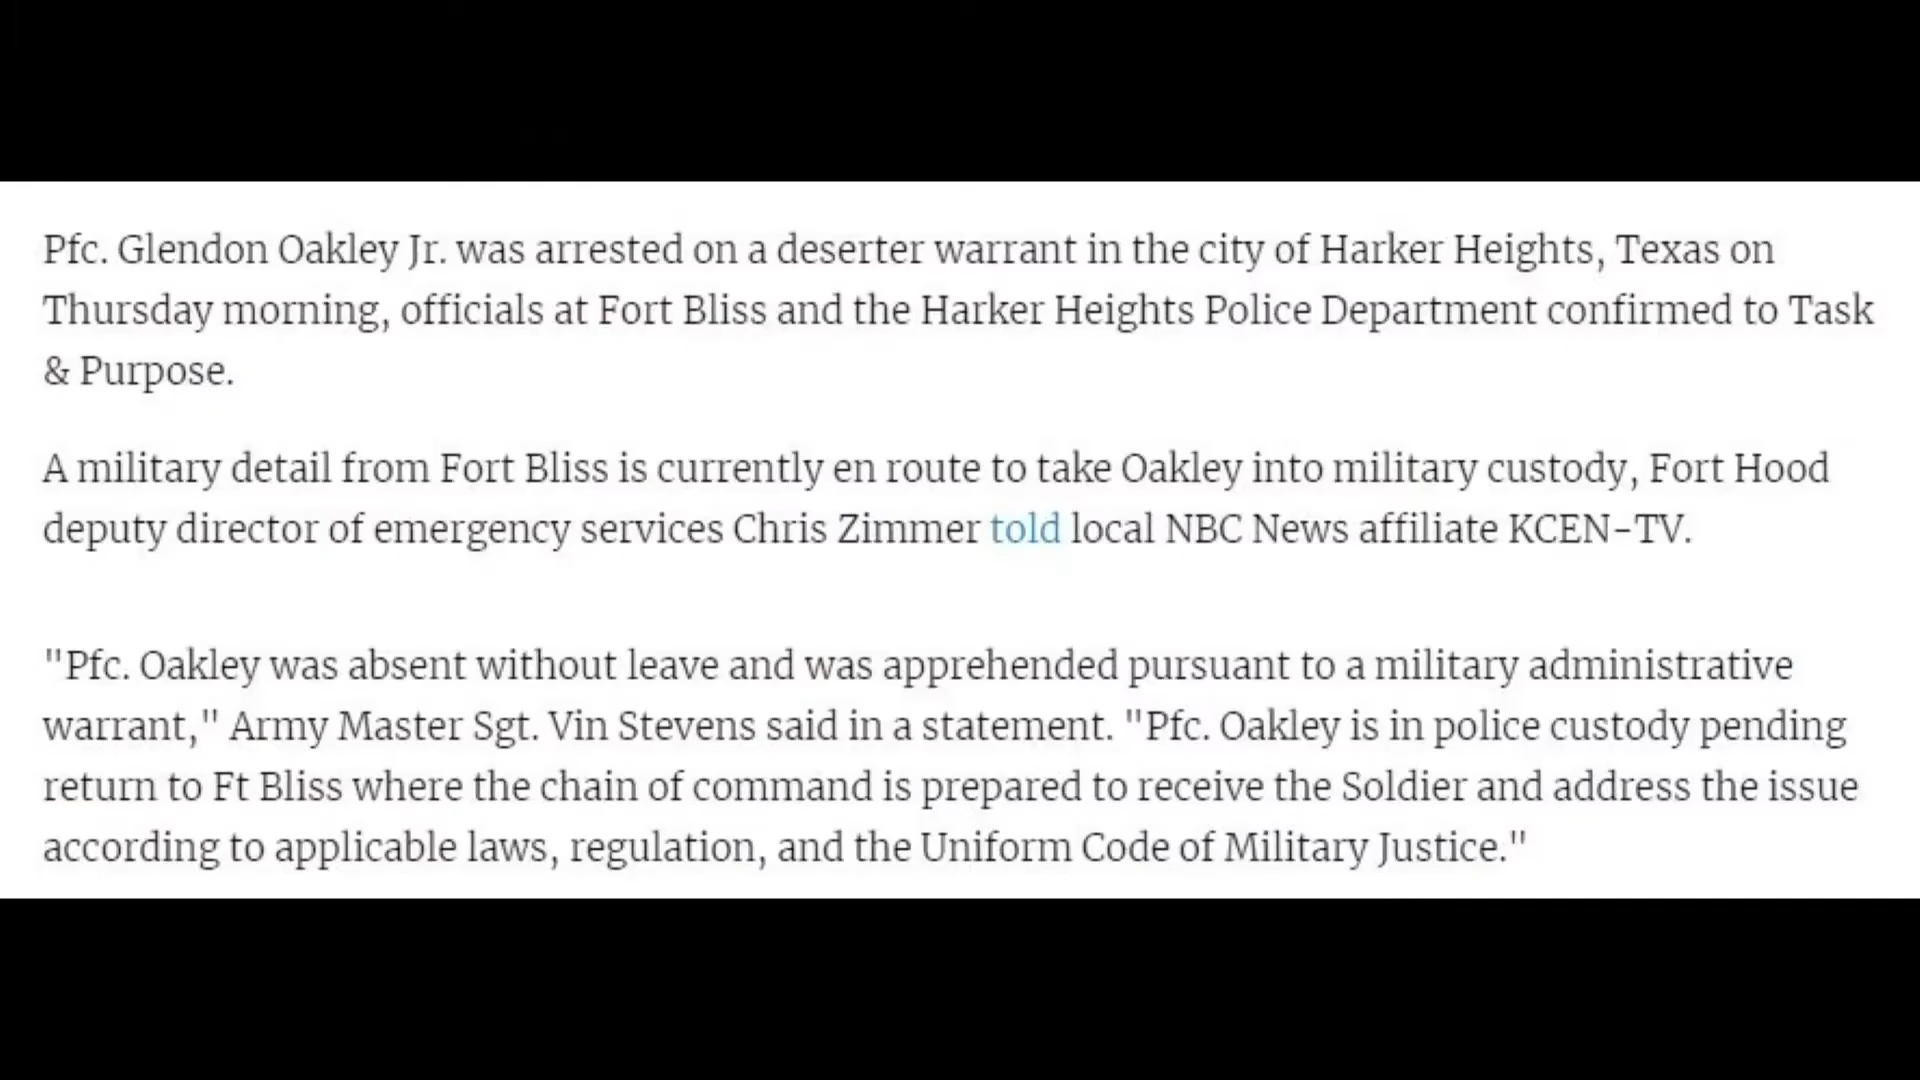 Pfc. Glendon Oakley Jr. was arrested on a deserter warrant in the city of Harker Heights, Texas on
Thursday morning, officials at Fort Bliss and the Harker Heights Police Department confirmed to Task
& Purpose.
A military detail from Fort Bliss is currently en route to take Oakley into military custody, Fort Hood
deputy director of emergency services Chris Zimmer told local NBC News affiliate KCEN-TV.
"Pfc. Oakley was absent without leave and was apprehended pursuant to a military administrative
warrant," Army Master Sgt. Vin Stevens said in a statement. "Pfc. Oakley is in police custody pending
return to Ft Bliss where the chain of command is prepared to receive the Soldier and address the issue
according to applicable laws, regulation, and the Uniform Code of Military Justice."